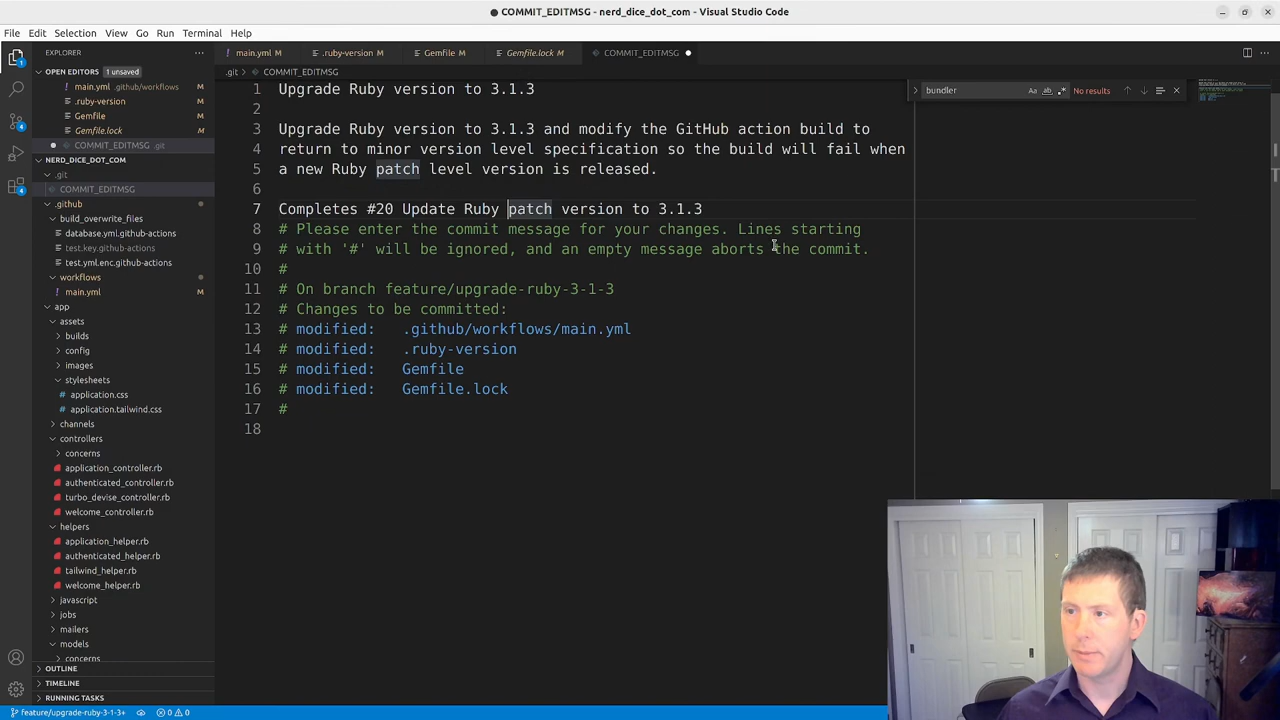 ● COMMIT_EDITMSG - nerd_dice_dot_com - Visual Studio Code
File Edit Selection View Go Run Terminal Help
EXPLORER
main.yml M
.ruby-version M
Gemfile M
Gemfile.lock M
COMMIT_EDITMSG ●
OPEN EDITORS 1 unsaved
main.yml .github/workflows M
.ruby-version M
Gemfile M
Gemfile.lock M
COMMIT_EDITMSG .git
NERD_DICE_DOT_COM
.git
COMMIT_EDITMSG
.github
build_overwrite_files
database.yml.github-actions
test.key.github-actions
test.yml.enc.github-actions
workflows
main.yml M
app
assets
builds
config
images
stylesheets
application.css
application.tailwind.css
channels
controllers
concerns
application_controller.rb
authenticated_controller.rb
turbo_devise_controller.rb
welcome_controller.rb
helpers
application_helper.rb
authenticated_helper.rb
tailwind_helper.rb
welcome_helper.rb
javascript
jobs
mailers
models
concerns
OUTLINE
TIMELINE
RUNNING TASKS
.git > COMMIT_EDITMSG
bundler Aa ab .* No results
1 Upgrade Ruby version to 3.1.3
2
3 Upgrade Ruby version to 3.1.3 and modify the GitHub action build to
4 return to minor version level specification so the build will fail when
5 a new Ruby patch level version is released.
6
7 Completes #20 Update Ruby patch version to 3.1.3
8 # Please enter the commit message for your changes. Lines starting
9 # with '#' will be ignored, and an empty message aborts the commit.
10 #
11 # On branch feature/upgrade-ruby-3-1-3
12 # Changes to be committed:
13 # modified: .github/workflows/main.yml
14 # modified: .ruby-version
15 # modified: Gemfile
16 # modified: Gemfile.lock
17 #
18
feature/upgrade-ruby-3-1-3+ 0 0